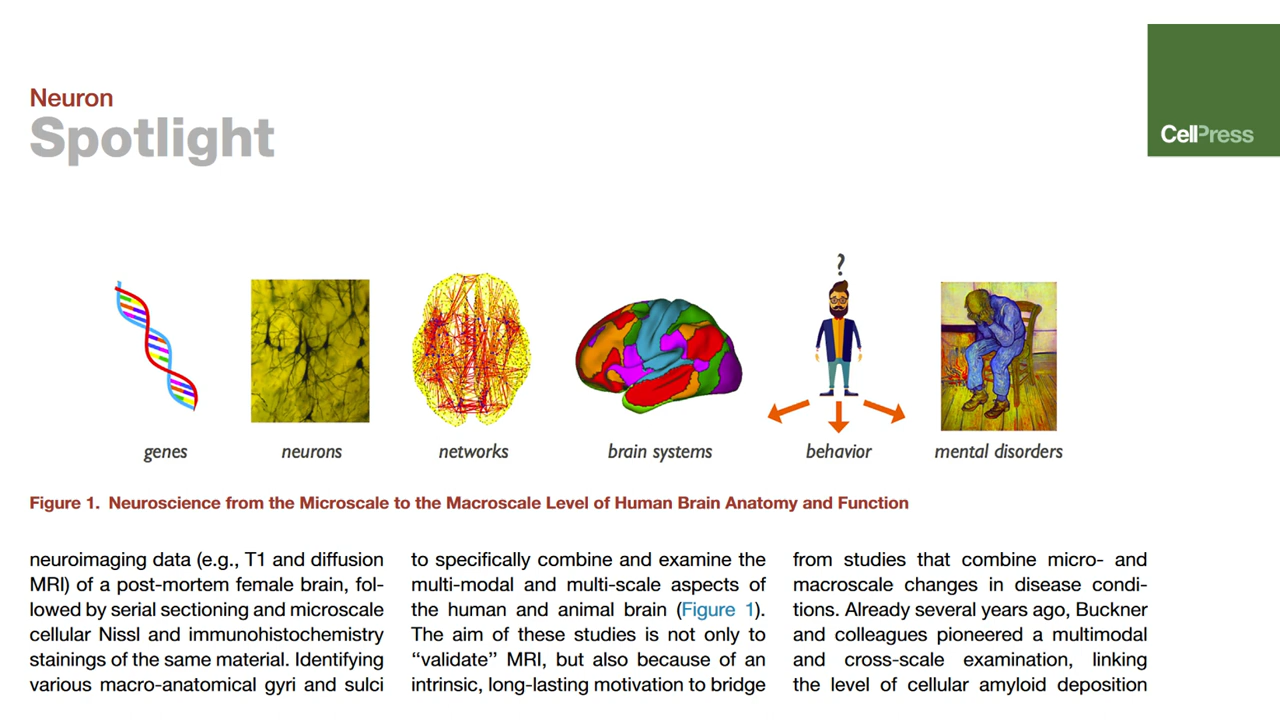 Neuron
Spotlight
CellPress
?
genes
neurons
networks
brain systems
behavior
mental disorders
Figure 1. Neuroscience from the Microscale to the Macroscale Level of Human Brain Anatomy and Function
neuroimaging data (e.g., T1 and diffusion
MRI) of a post-mortem female brain, fol-
lowed by serial sectioning and microscale
cellular Nissl and immunohistochemistry
stainings of the same material. Identifying
various macro-anatomical gyri and sulci
to specifically combine and examine the
multi-modal and multi-scale aspects of
the human and animal brain (Figure 1).
The aim of these studies is not only to
“validate” MRI, but also because of an
intrinsic, long-lasting motivation to bridge
from studies that combine micro- and
macroscale changes in disease condi-
tions. Already several years ago, Buckner
and colleagues pioneered a multimodal
and cross-scale examination, linking
the level of cellular amyloid deposition